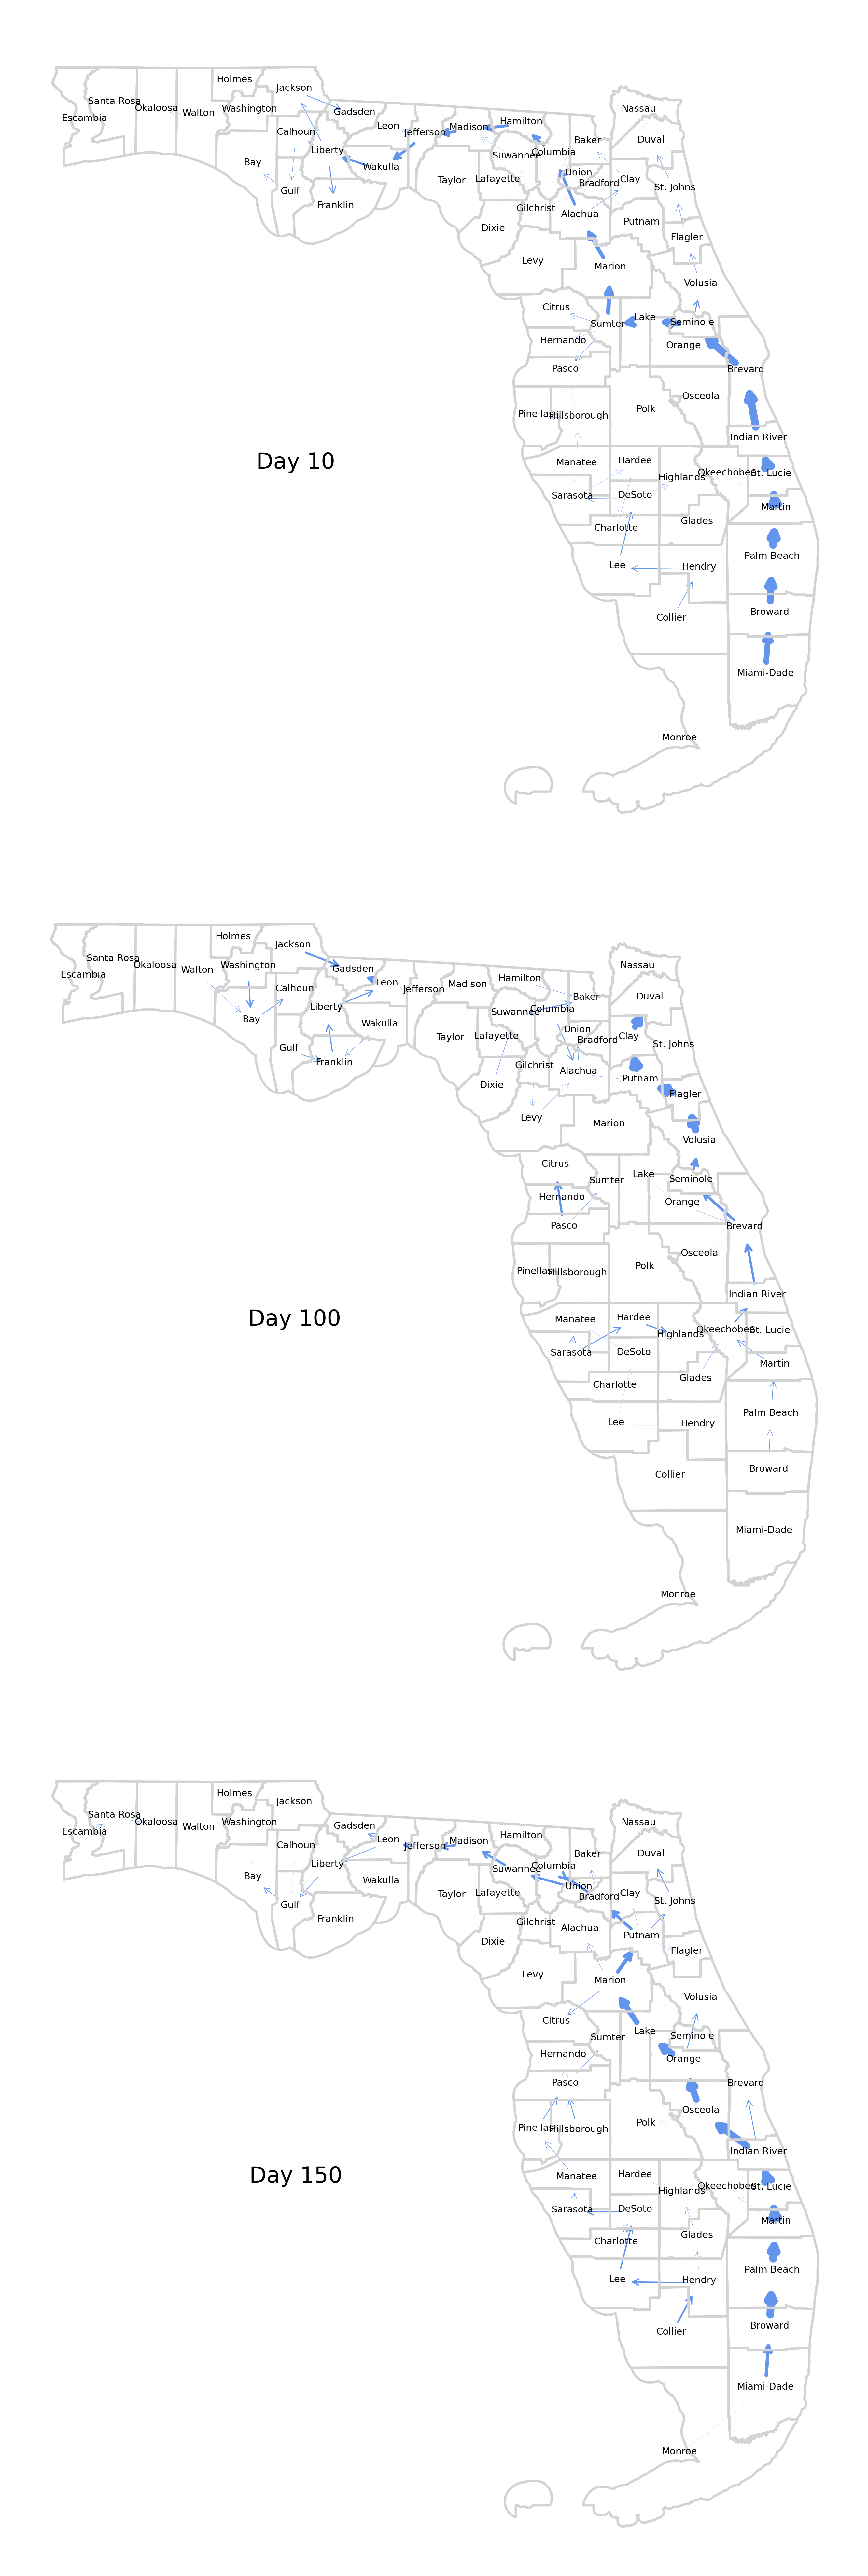 Holmes
Jackson
Santa Rosa
Okaloosa
Walton
Washington
Gadsden
Nassau
Escambia
Calhoun
Leon
Jefferson
Madison
Hamilton
Baker
Duval
Liberty
Columbia
Suwannee
Bay
Wakulla
Union
Gulf
Taylor
Lafayette
Bradford
Clay
St. Johns
Franklin
Gilchrist
Alachua
Putnam
Dixie
Flagler
Levy
Marion
Volusia
Citrus
Sumter
Lake
Seminole
Hernando
Orange
Pasco
Brevard
Osceola
Pinellas
Hillsborough
Polk
Indian River
Day 10
Manatee
Hardee
Highlands
Okeechobee
St. Lucie
Sarasota
DeSoto
Martin
Charlotte
Glades
Palm Beach
Lee
Hendry
Collier
Broward
Miami-Dade
Monroe
Holmes
Jackson
Santa Rosa
Okaloosa
Walton
Washington
Gadsden
Nassau
Escambia
Calhoun
Leon
Jefferson
Madison
Hamilton
Baker
Duval
Liberty
Columbia
Suwannee
Bay
Wakulla
Union
Gulf
Taylor
Lafayette
Bradford
Clay
St. Johns
Franklin
Gilchrist
Alachua
Putnam
Dixie
Flagler
Levy
Marion
Volusia
Citrus
Sumter
Lake
Seminole
Hernando
Orange
Pasco
Brevard
Osceola
Pinellas
Hillsborough
Polk
Indian River
Day 100
Manatee
Hardee
Highlands
Okeechobee
St. Lucie
Sarasota
DeSoto
Martin
Charlotte
Glades
Palm Beach
Lee
Hendry
Collier
Broward
Miami-Dade
Monroe
Holmes
Jackson
Santa Rosa
Okaloosa
Walton
Washington
Gadsden
Nassau
Escambia
Calhoun
Leon
Jefferson
Madison
Hamilton
Baker
Duval
Liberty
Columbia
Suwannee
Bay
Wakulla
Union
Gulf
Taylor
Lafayette
Bradford
Clay
St. Johns
Franklin
Gilchrist
Alachua
Putnam
Dixie
Flagler
Levy
Marion
Volusia
Citrus
Sumter
Lake
Seminole
Hernando
Orange
Pasco
Brevard
Osceola
Pinellas
Hillsborough
Polk
Indian River
Day 150
Manatee
Hardee
Highlands
Okeechobee
St. Lucie
Sarasota
DeSoto
Martin
Charlotte
Glades
Palm Beach
Lee
Hendry
Collier
Broward
Miami-Dade
Monroe